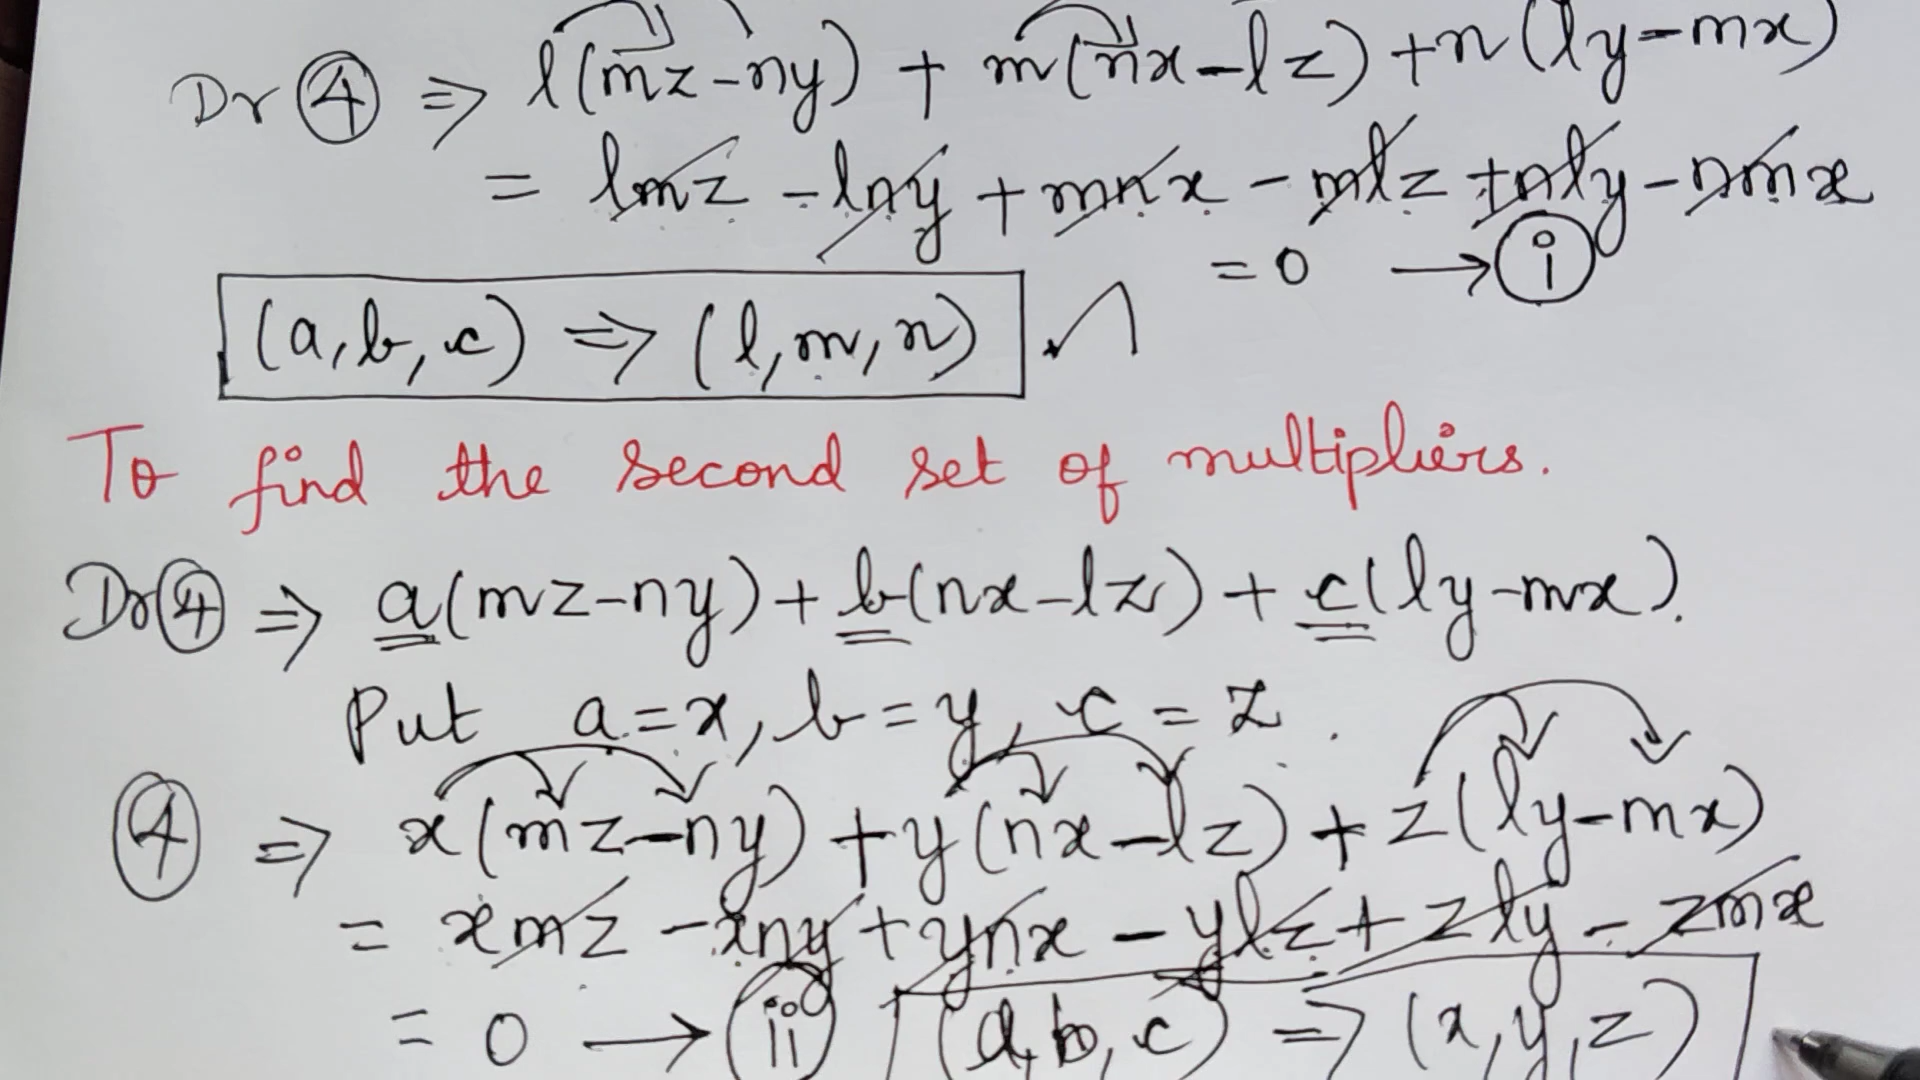 Dr ④ ⇒ l(mz-ny) + m(nx-lz) + n(ly-mx)
= lmz - lny + mnx - mlz + nly - nmx
= 0 → ⓘ
(a, b, c) ⇒ (l, m, n)
To find the second set of multipliers.
Dr ④ ⇒ a(mz-ny) + b(nx-lz) + c(ly-mx).
Put a = x, b = y, c = z.
④ ⇒ x(mz-ny) + y(nx-lz) + z(ly-mx)
= xmz - xny + ynx - ylz + zly - zmx
= 0 → (ii) (a, b, c) ⇒ (x, y, z)